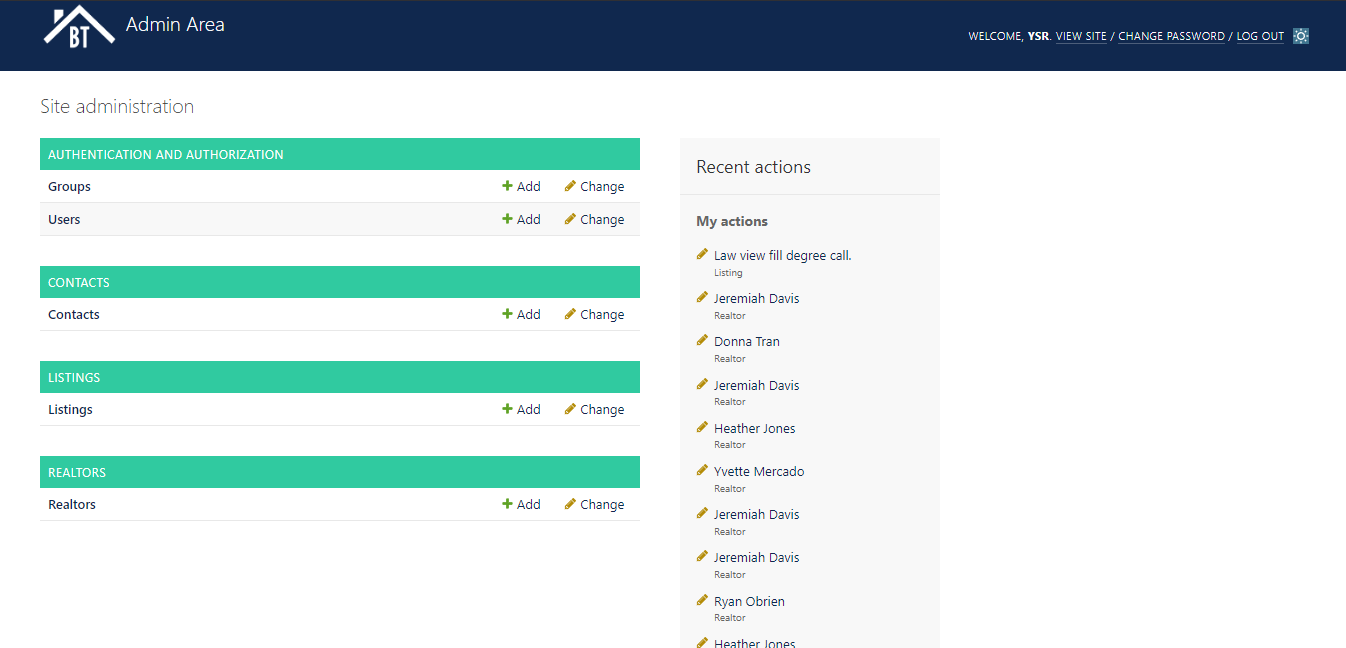 BT
Admin Area
WELCOME, YSR. VIEW SITE / CHANGE PASSWORD / LOG OUT
Site administration
AUTHENTICATION AND AUTHORIZATION
Groups Add Change
Users Add Change
CONTACTS
Contacts Add Change
LISTINGS
Listings Add Change
REALTORS
Realtors Add Change
Recent actions
My actions
Law view fill degree call.
Listing
Jeremiah Davis
Realtor
Donna Tran
Realtor
Jeremiah Davis
Realtor
Heather Jones
Realtor
Yvette Mercado
Realtor
Jeremiah Davis
Realtor
Jeremiah Davis
Realtor
Ryan Obrien
Realtor
Heather Jones